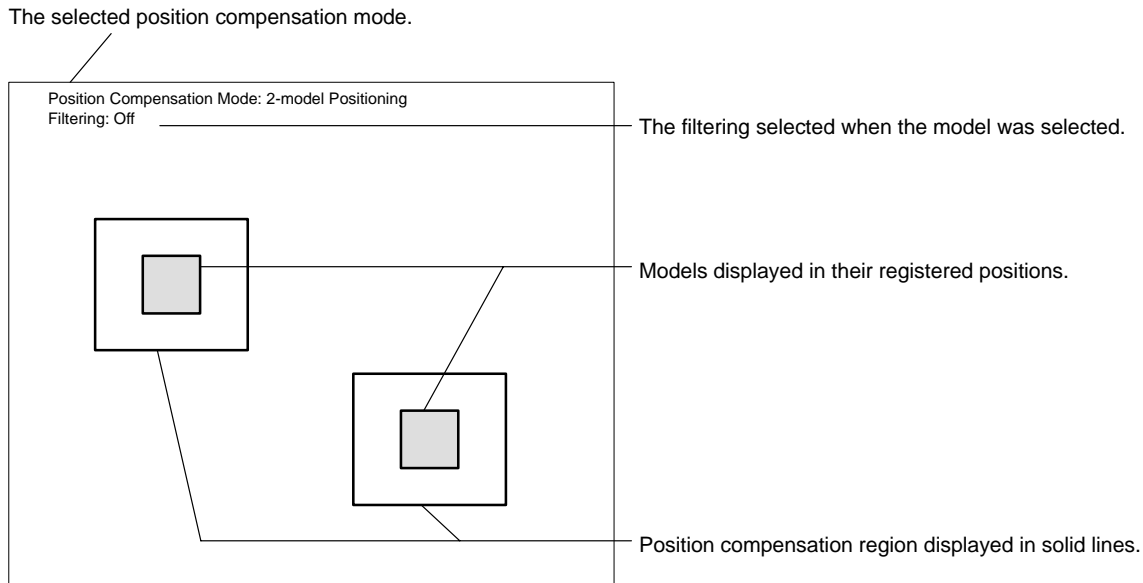 The selected position compensation mode.
Position Compensation Mode: 2-model Positioning
Filtering: Off
The filtering selected when the model was selected.
Models displayed in their registered positions.
Position compensation region displayed in solid lines.